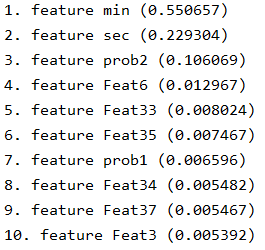 1. feature min (0.550657)
2. feature sec (0.229304)
3. feature prob2 (0.106069)
4. feature Feat6 (0.012967)
5. feature Feat33 (0.008024)
6. feature Feat35 (0.007467)
7. feature prob1 (0.006596)
8. feature Feat34 (0.005482)
9. feature Feat37 (0.005467)
10. feature Feat3 (0.005392)